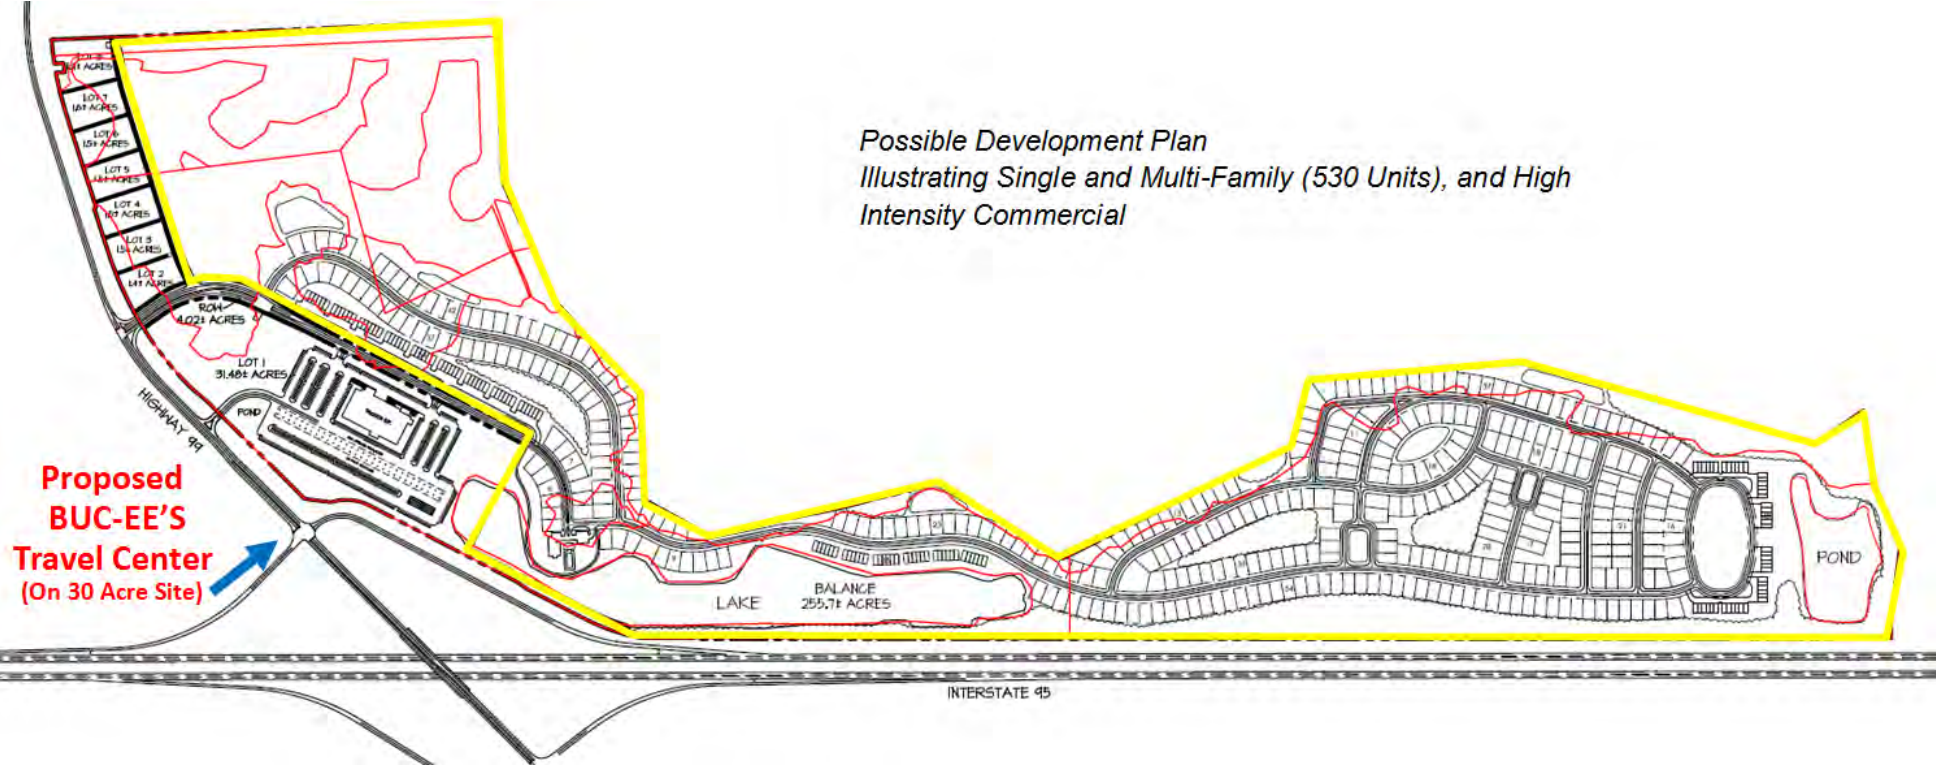 Possible Development Plan
Illustrating Single and Multi-Family (530 Units), and High
Intensity Commercial
LOT 7
LOT 6
LOT 5
LOT 4
LOT 3
LOT 2
ROW
4.02± ACRES
LOT 1
31.48± ACRES
POND
HIGHWAY 99
Proposed
BUC-EE'S
Travel Center
(On 30 Acre Site)
LAKE
BALANCE
255.7± ACRES
POND
INTERSTATE 95